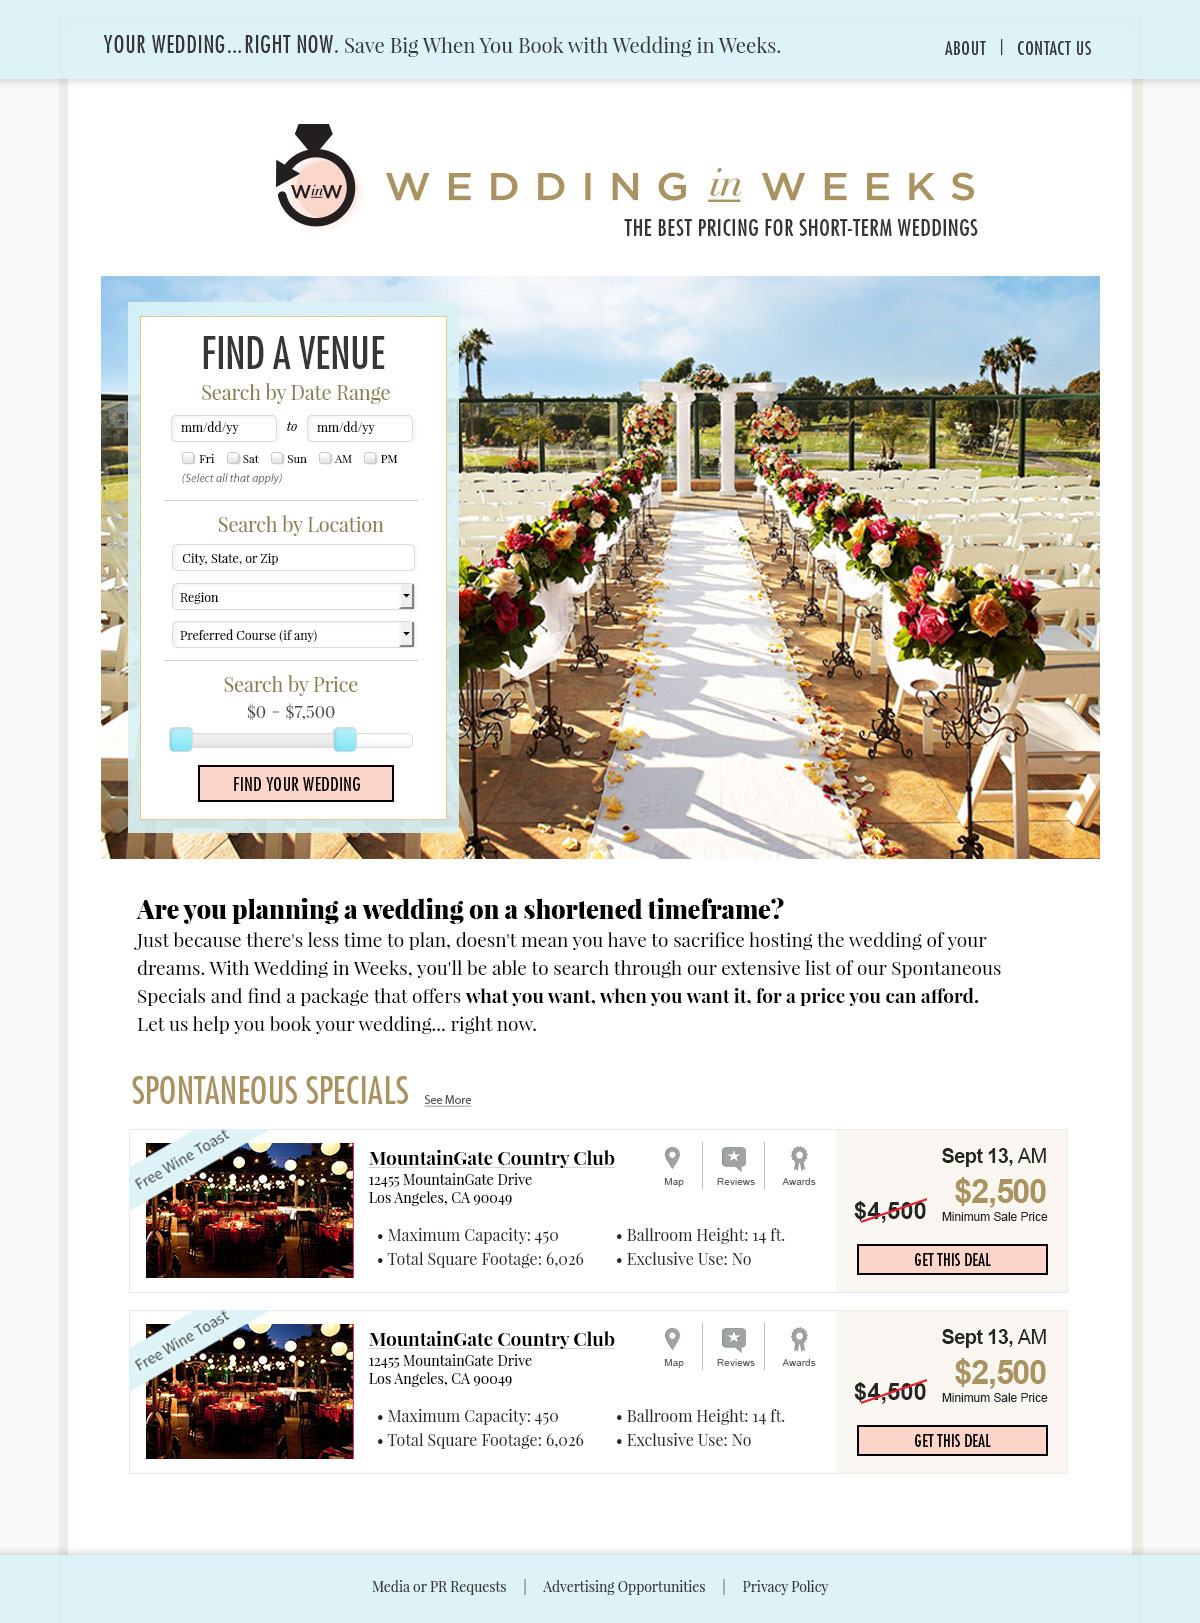 YOUR WEDDING...RIGHT NOW. Save Big When You Book with Wedding in Weeks.
ABOUT | CONTACT US
WinW
WEDDING in WEEKS
THE BEST PRICING FOR SHORT-TERM WEDDINGS
FIND A VENUE
Search by Date Range
mm/dd/yy to mm/dd/yy
Fri Sat Sun AM PM
(Select all that apply)
Search by Location
City, State, or Zip
Region
Preferred Course (if any)
Search by Price
$0 - $7,500
FIND YOUR WEDDING
Are you planning a wedding on a shortened timeframe?
Just because there's less time to plan, doesn't mean you have to sacrifice hosting the wedding of your
dreams. With Wedding in Weeks, you'll be able to search through our extensive list of our Spontaneous
Specials and find a package that offers what you want, when you want it, for a price you can afford.
Let us help you book your wedding... right now.
SPONTANEOUS SPECIALS See More
Free Wine Toast
MountainGate Country Club
12455 MountainGate Drive
Los Angeles, CA 90049
• Maximum Capacity: 450
• Total Square Footage: 6,026
• Ballroom Height: 14 ft.
• Exclusive Use: No
Map Reviews Awards
Sept 13, AM
$4,500 $2,500
Minimum Sale Price
GET THIS DEAL
Free Wine Toast
MountainGate Country Club
12455 MountainGate Drive
Los Angeles, CA 90049
• Maximum Capacity: 450
• Total Square Footage: 6,026
• Ballroom Height: 14 ft.
• Exclusive Use: No
Map Reviews Awards
Sept 13, AM
$4,500 $2,500
Minimum Sale Price
GET THIS DEAL
Media or PR Requests | Advertising Opportunities | Privacy Policy